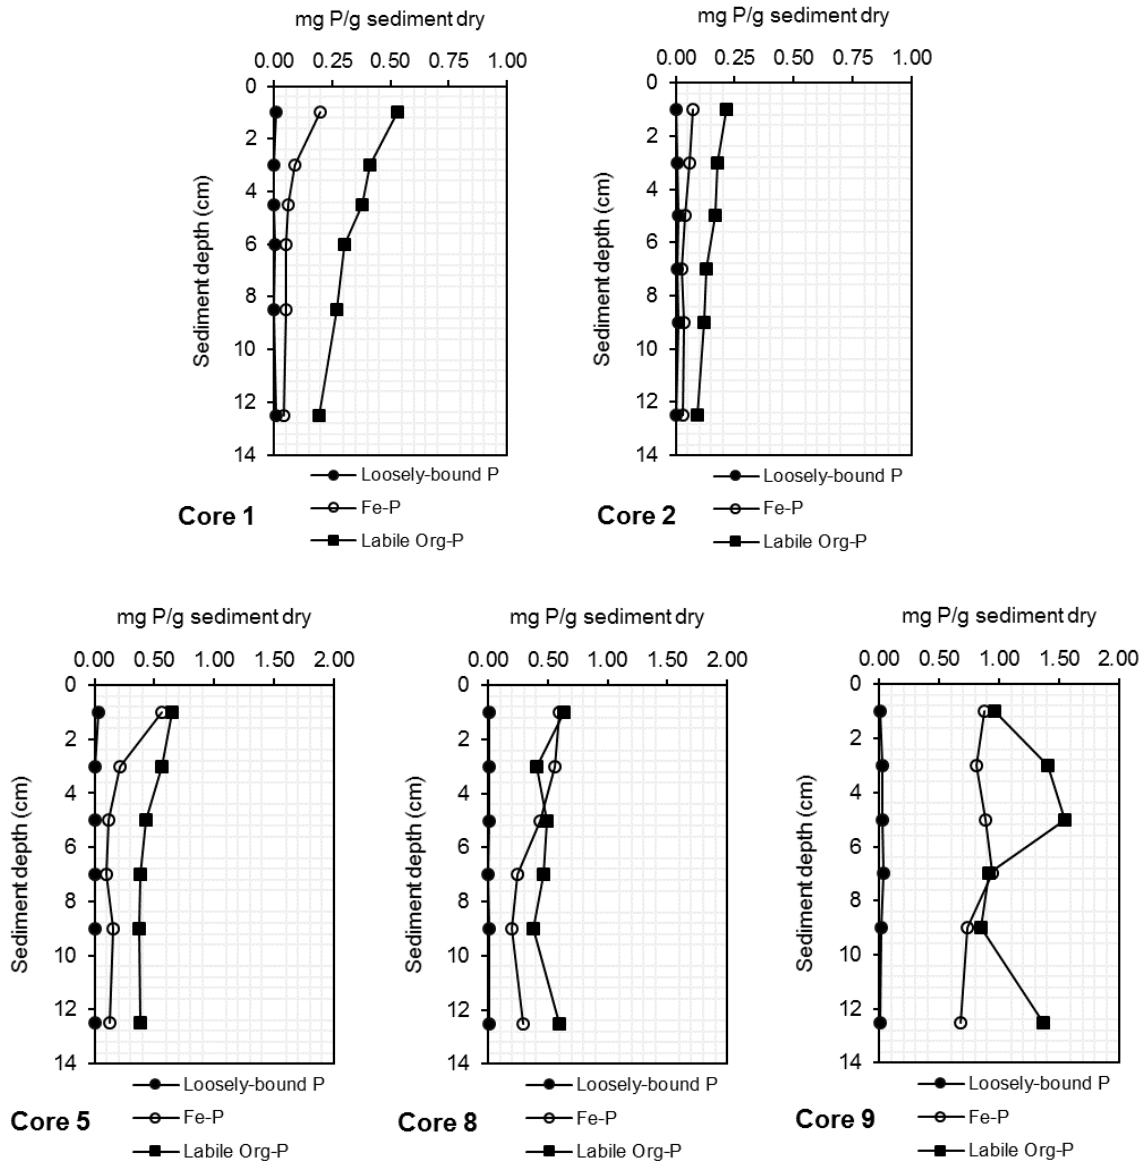 mg P/g sediment dry
0.00 0.25 0.50 0.75 1.00
0
2
4
6
8
10
12
14
Sediment depth (cm)
Loosely-bound P
Fe-P
Labile Org-P
Core 1
mg P/g sediment dry
0.00 0.25 0.50 0.75 1.00
0
2
4
6
8
10
12
14
Sediment depth (cm)
Loosely-bound P
Fe-P
Labile Org-P
Core 2
mg P/g sediment dry
0.00 0.50 1.00 1.50 2.00
0
2
4
6
8
10
12
14
Sediment depth (cm)
Loosely-bound P
Fe-P
Labile Org-P
Core 5
mg P/g sediment dry
0.00 0.50 1.00 1.50 2.00
0
2
4
6
8
10
12
14
Sediment depth (cm)
Loosely-bound P
Fe-P
Labile Org-P
Core 8
mg P/g sediment dry
0.00 0.50 1.00 1.50 2.00
0
2
4
6
8
10
12
14
Sediment depth (cm)
Loosely-bound P
Fe-P
Labile Org-P
Core 9